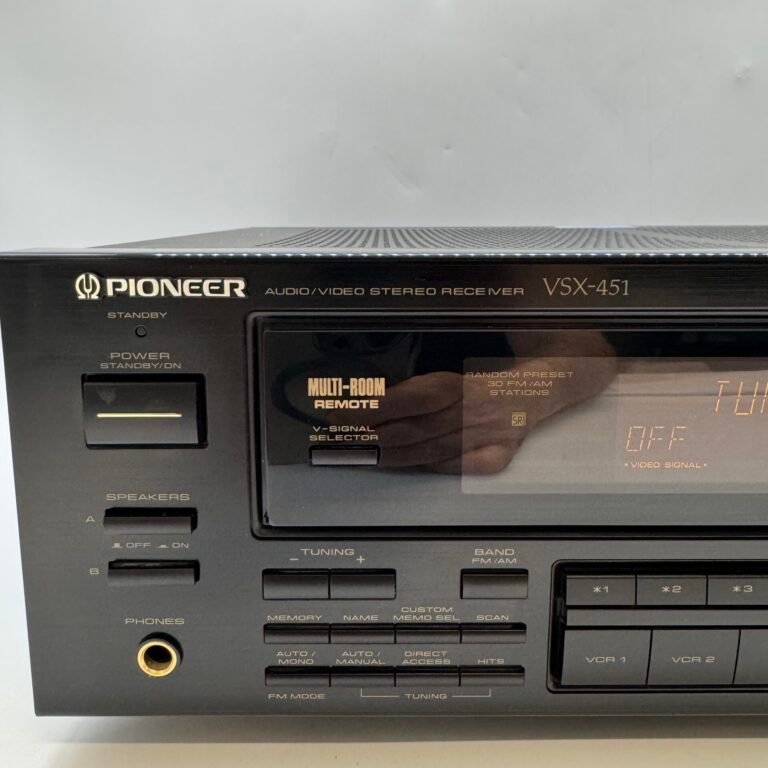 PIONEER AUDIO/VIDEO STEREO RECEIVER VSX-451
STANDBY
POWER
STANDBY/ON
MULTI-ROOM
REMOTE
V-SIGNAL
SELECTOR
RANDOM PRESET
30 FM/AM
STATIONS
SR
OFF
• VIDEO SIGNAL •
SPEAKERS
A
OFF ON
B
PHONES
– TUNING +
BAND
FM/AM
MEMORY NAME CUSTOM MEMO SEL SCAN
AUTO/MONO AUTO./MANUAL DIRECT ACCESS HITS
FM MODE TUNING
*1 *2 *3
VCR 1 VCR 2